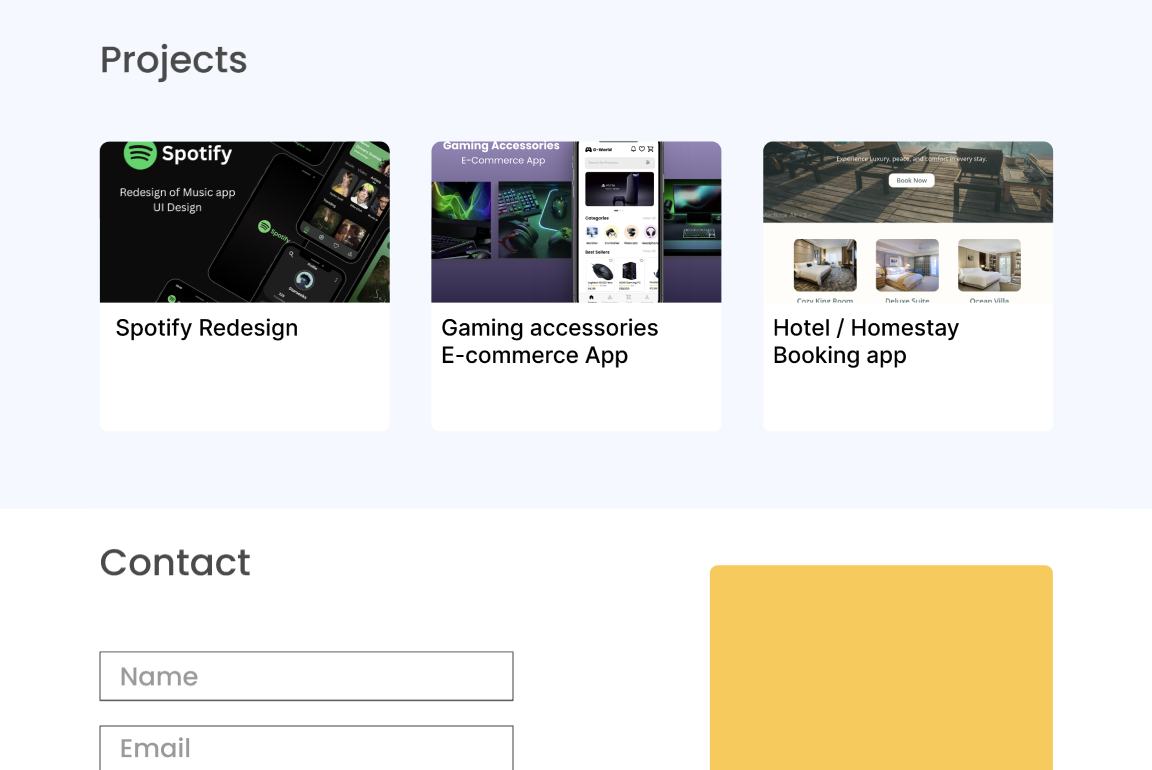 Projects
Spotify
Redesign of Music app
UI Design
Spotify
Spotify Redesign
Gaming Accessories
E-Commerce App
G-World
Categories
Best Sellers
Gaming accessories
E-commerce App
Experience Luxury, peace, and comfort in every stay.
Book Now
Cozy King Room
Deluxe Suite
Ocean Villa
Hotel / Homestay
Booking app
Contact
Name
Email